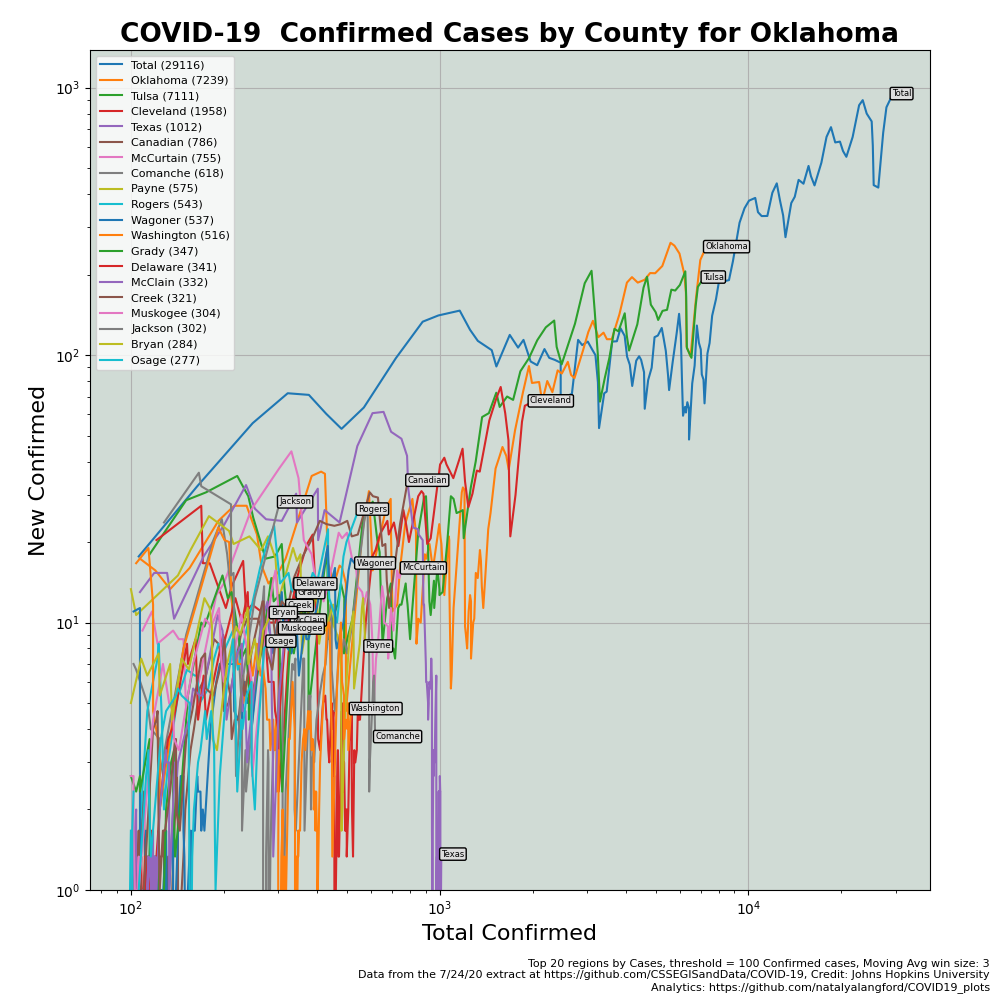 COVID-19  Confirmed Cases by County for Oklahoma
Total (29116)
Oklahoma (7239)
Tulsa (7111)
Cleveland (1958)
Texas (1012)
Canadian (786)
McCurtain (755)
Comanche (618)
Payne (575)
Rogers (543)
Wagoner (537)
Washington (516)
Grady (347)
Delaware (341)
McClain (332)
Creek (321)
Muskogee (304)
Jackson (302)
Bryan (284)
Osage (277)
Total
Oklahoma
Tulsa
Cleveland
Canadian
Jackson
Rogers
Wagoner
McCurtain
Delaware
Grady
Creek
Bryan
McClain
Muskogee
Osage
Payne
Washington
Comanche
Texas
New Confirmed
10³
10²
10¹
10⁰
10²
10³
10⁴
Total Confirmed
Top 20 regions by Cases, threshold = 100 Confirmed cases, Moving Avg win size: 3
Data from the 7/24/20 extract at https://github.com/CSSEGISandData/COVID-19, Credit: Johns Hopkins University
Analytics: https://github.com/natalyalangford/COVID19_plots